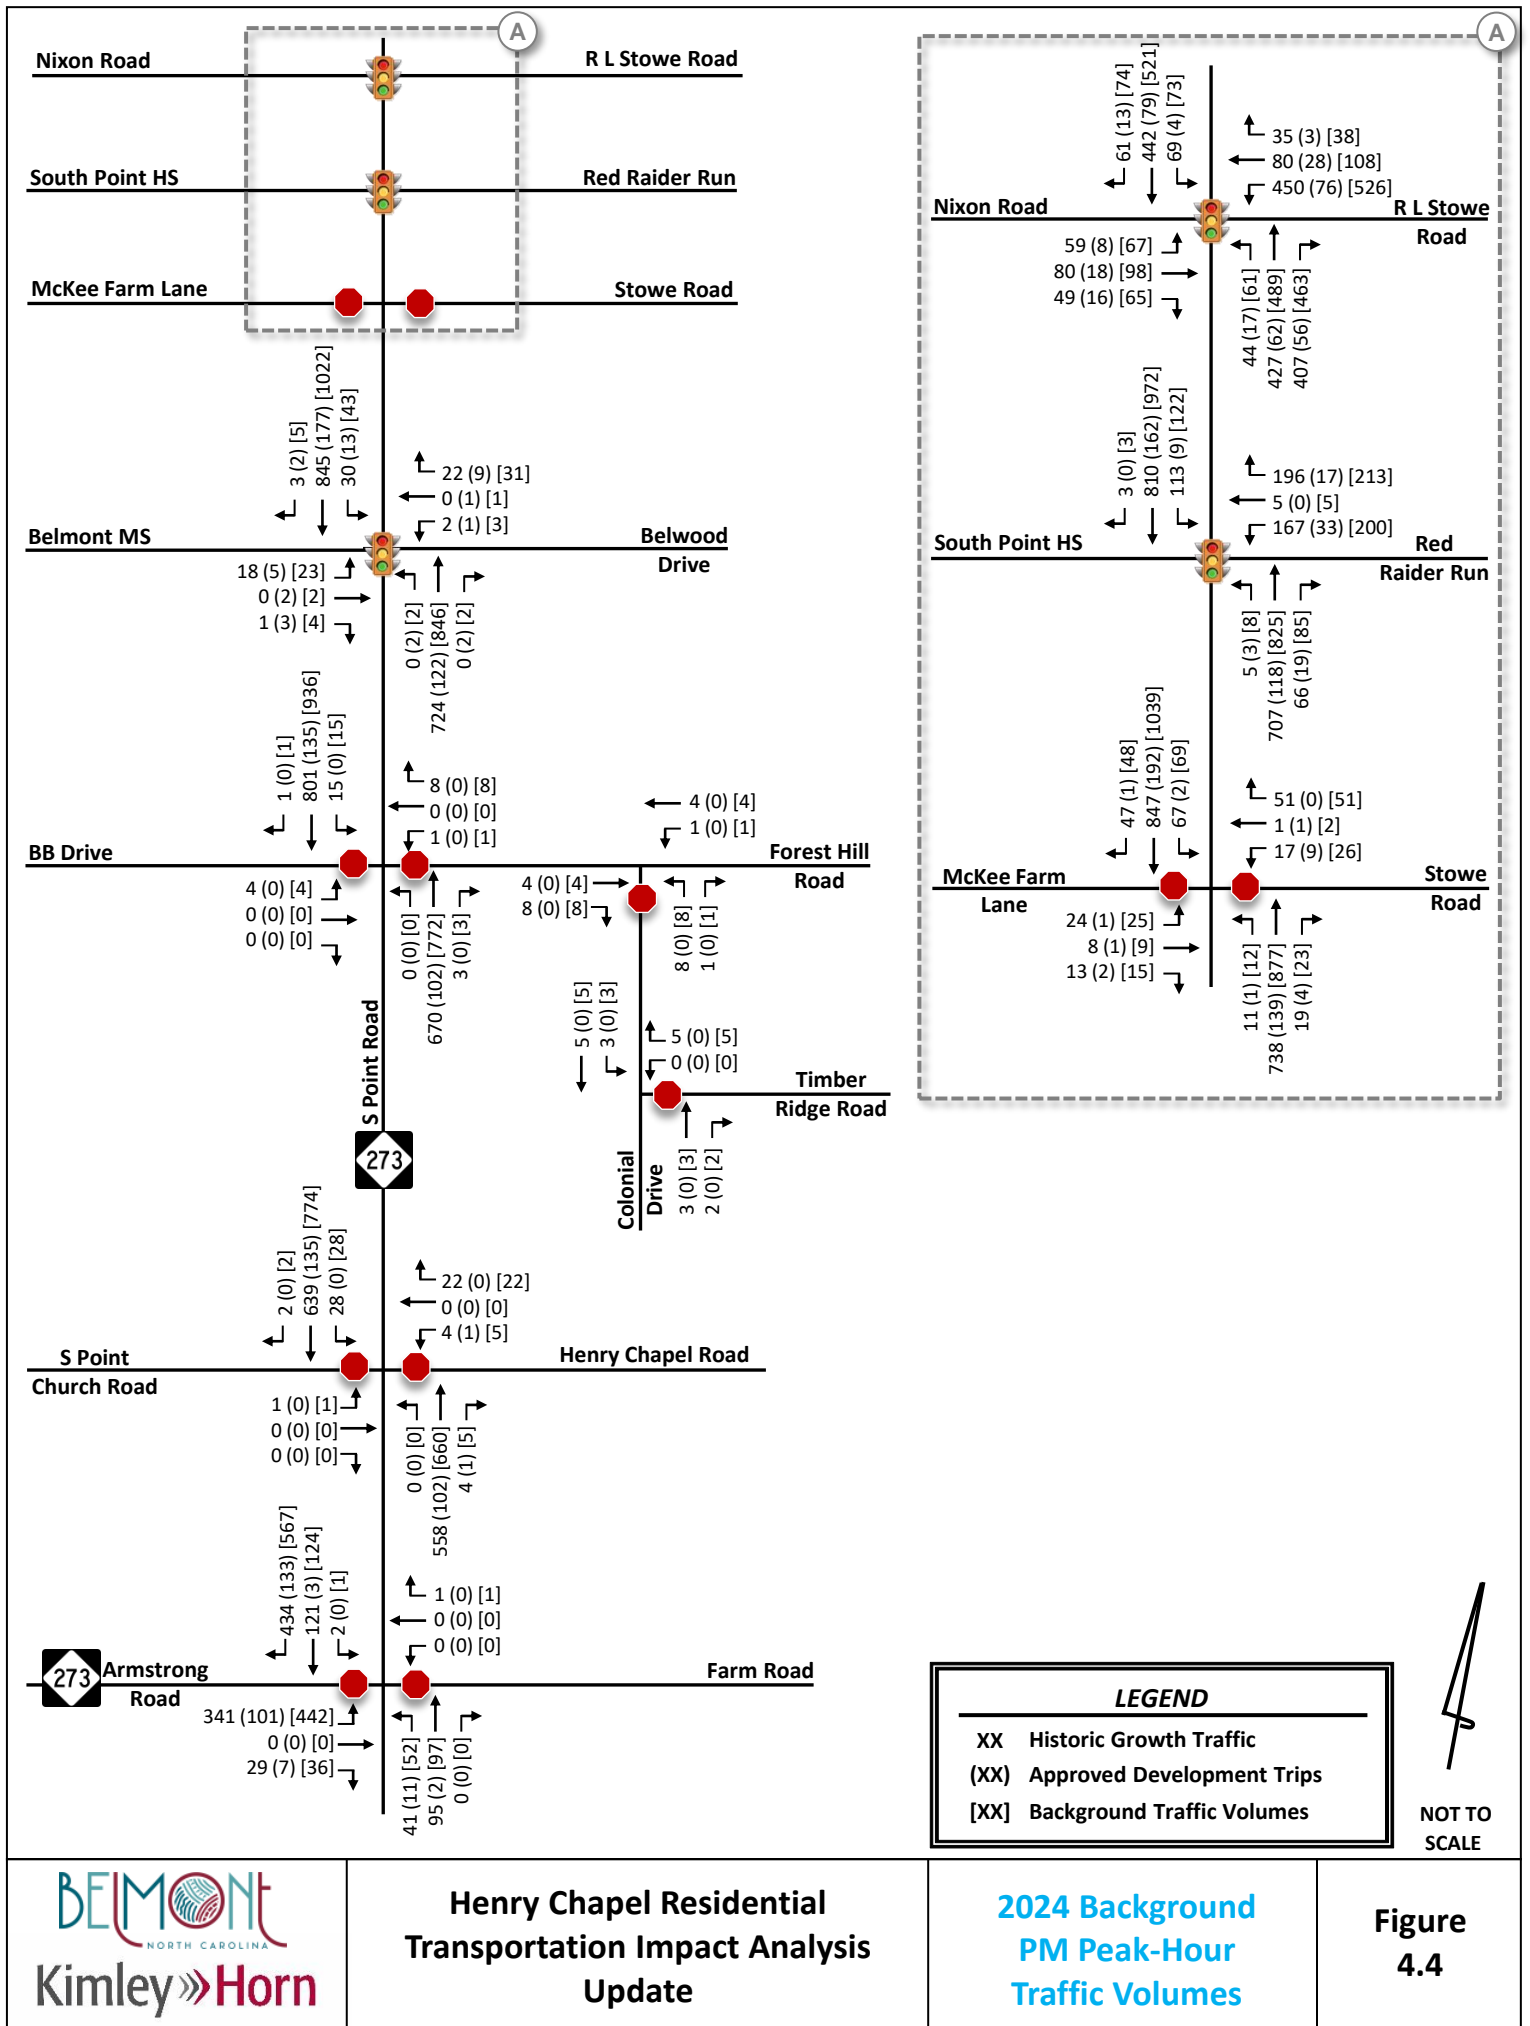 A
Nixon Road
R L Stowe Road
South Point HS
Red Raider Run
McKee Farm Lane
Stowe Road
3 (2) [5]
845 (177) [1022]
30 (13) [43]
22 (9) [31]
0 (1) [1]
2 (1) [3]
Belmont MS
Belwood
Drive
18 (5) [23]
0 (2) [2]
1 (3) [4]
0 (2) [2]
724 (122) [846]
0 (2) [2]
1 (0) [1]
801 (135) [936]
15 (0) [15]
8 (0) [8]
0 (0) [0]
1 (0) [1]
4 (0) [4]
1 (0) [1]
BB Drive
Forest Hill
Road
4 (0) [4]
0 (0) [0]
0 (0) [0]
0 (0) [0]
670 (102) [772]
3 (0) [3]
4 (0) [4]
8 (0) [8]
8 (0) [8]
1 (0) [1]
S Point Road
5 (0) [5]
3 (0) [3]
5 (0) [5]
0 (0) [0]
Timber
Ridge Road
Colonial
Drive
3 (0) [3]
2 (0) [2]
273
2 (0) [2]
639 (135) [774]
28 (0) [28]
22 (0) [22]
0 (0) [0]
4 (1) [5]
S Point
Church Road
Henry Chapel Road
1 (0) [1]
0 (0) [0]
0 (0) [0]
0 (0) [0]
558 (102) [660]
4 (1) [5]
434 (133) [567]
121 (3) [124]
2 (0) [1]
1 (0) [1]
0 (0) [0]
0 (0) [0]
273
Armstrong
Road
Farm Road
341 (101) [442]
0 (0) [0]
29 (7) [36]
41 (11) [52]
95 (2) [97]
0 (0) [0]
A
61 (13) [74]
442 (79) [521]
69 (4) [73]
35 (3) [38]
80 (28) [108]
450 (76) [526]
Nixon Road
R L Stowe
Road
59 (8) [67]
80 (18) [98]
49 (16) [65]
44 (17) [61]
427 (62) [489]
407 (56) [463]
3 (0) [3]
810 (162) [972]
113 (9) [122]
196 (17) [213]
5 (0) [5]
167 (33) [200]
South Point HS
Red
Raider Run
5 (3) [8]
707 (118) [825]
66 (19) [85]
47 (1) [48]
847 (192) [1039]
67 (2) [69]
51 (0) [51]
1 (1) [2]
17 (9) [26]
McKee Farm
Lane
Stowe
Road
24 (1) [25]
8 (1) [9]
13 (2) [15]
11 (1) [12]
738 (139) [877]
19 (4) [23]
LEGEND
XX Historic Growth Traffic
(XX) Approved Development Trips
[XX] Background Traffic Volumes
NOT TO
SCALE
BELMONT
NORTH CAROLINA
Kimley»Horn
Henry Chapel Residential
Transportation Impact Analysis
Update
2024 Background
PM Peak-Hour
Traffic Volumes
Figure
4.4